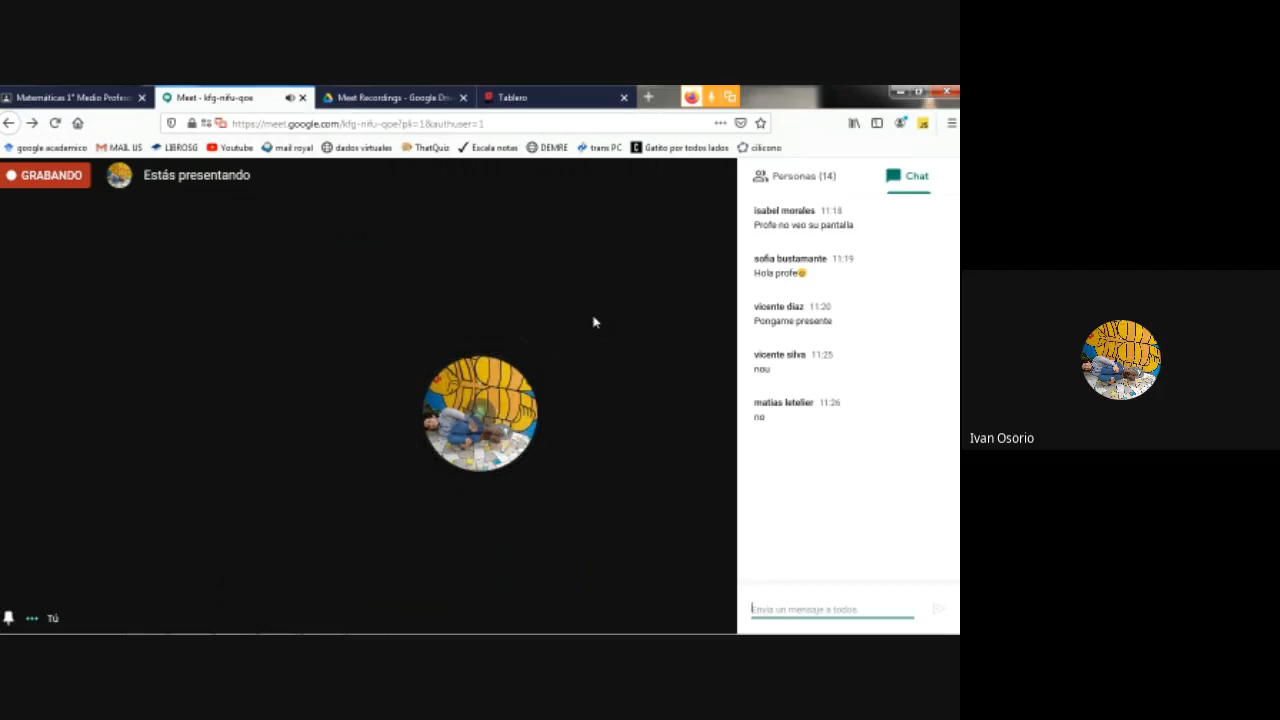 Matemáticas 1° Medio Profes
Meet - kfg-nifu-qoe
Meet Recordings - Google Dri
Tablero
https://meet.google.com/kfg-nifu-qoe?pli=1&authuser=1
google academico
MAIL US
LIBROSG
Youtube
mail royal
dados virtuales
ThatQuiz
Escala notas
DEMRE
trans PC
Gatito por todos lados
cilicono
GRABANDO
Estás presentando
Personas (14)
Chat
isabel morales 11:18
Profe no veo su pantalla
sofia bustamante 11:19
Hola profe
vicente diaz 11:20
Pongame presente
vicente silva 11:25
nou
matias letelier 11:26
no
Envía un mensaje a todos
Tú
Ivan Osorio